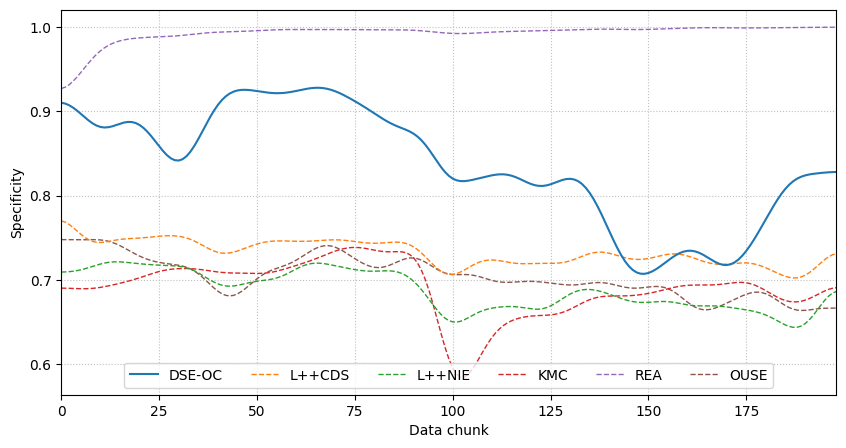 1.0
0.9
0.8
0.7
0.6
Specificity
DSE-OC L++CDS L++NIE KMC REA OUSE
0 25 50 75 100 125 150 175
Data chunk